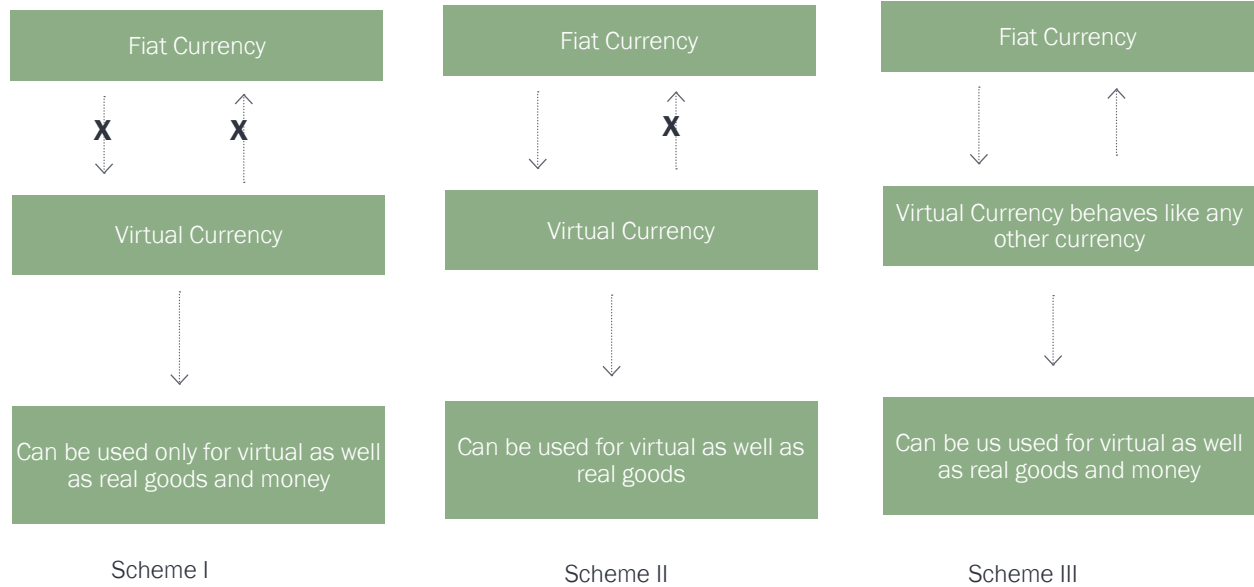 Fiat Currency
X
X
Virtual Currency
Can be used only for virtual as well
as real goods and money
Scheme I
Fiat Currency
X
Virtual Currency
Can be used for virtual as well as
real goods
Scheme II
Fiat Currency
Virtual Currency behaves like any
other currency
Can be us used for virtual as well
as real goods and money
Scheme III